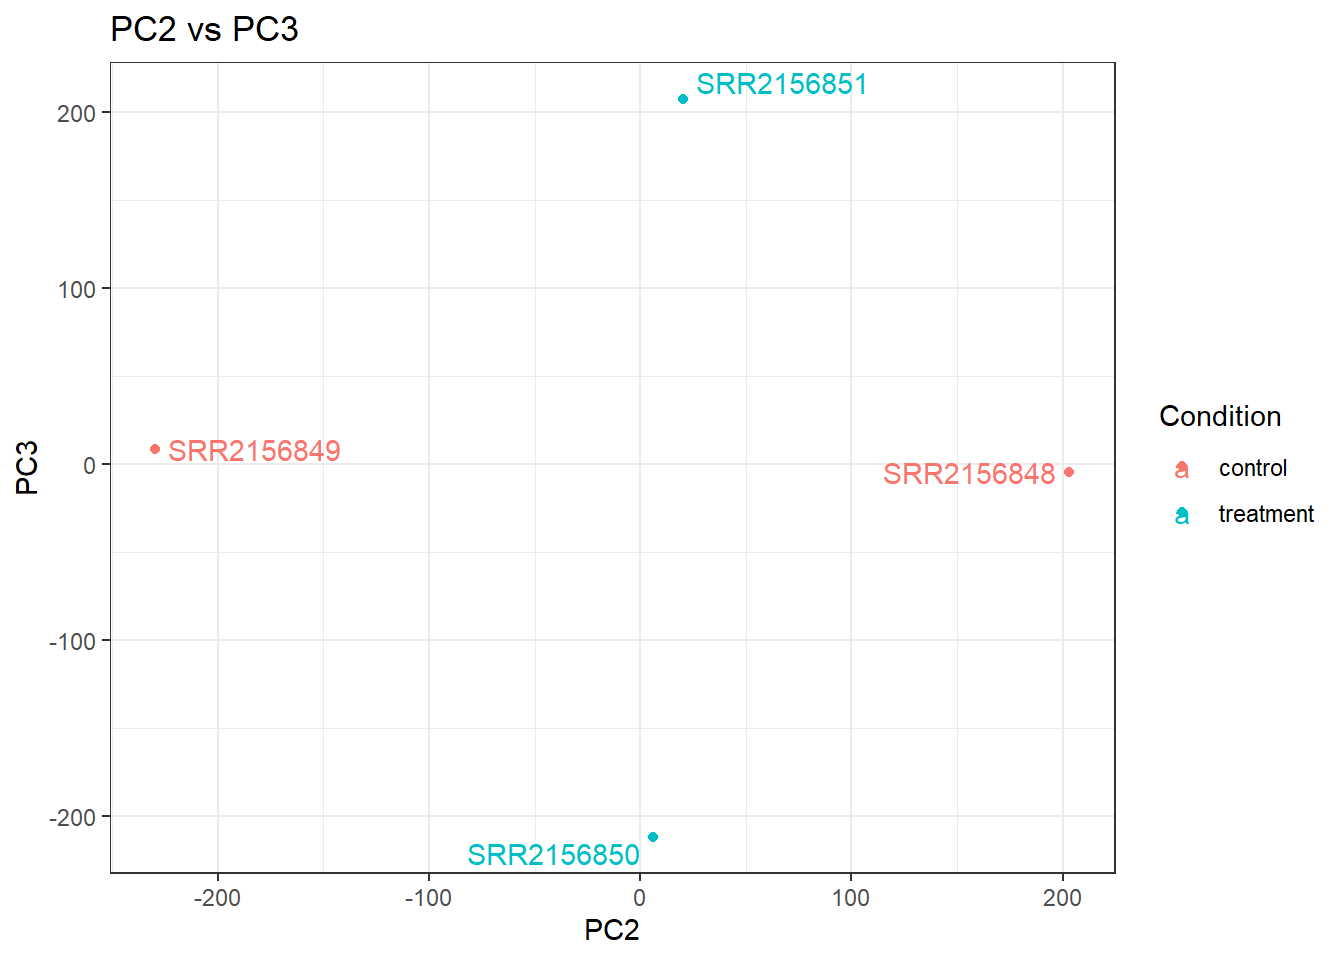 PC2 vs PC3
SRR2156851
200
100
SRR2156849
0
SRR2156848
-100
-200
SRR2156850
-200
-100
0
100
200
PC2
PC3
Condition
a control
a treatment